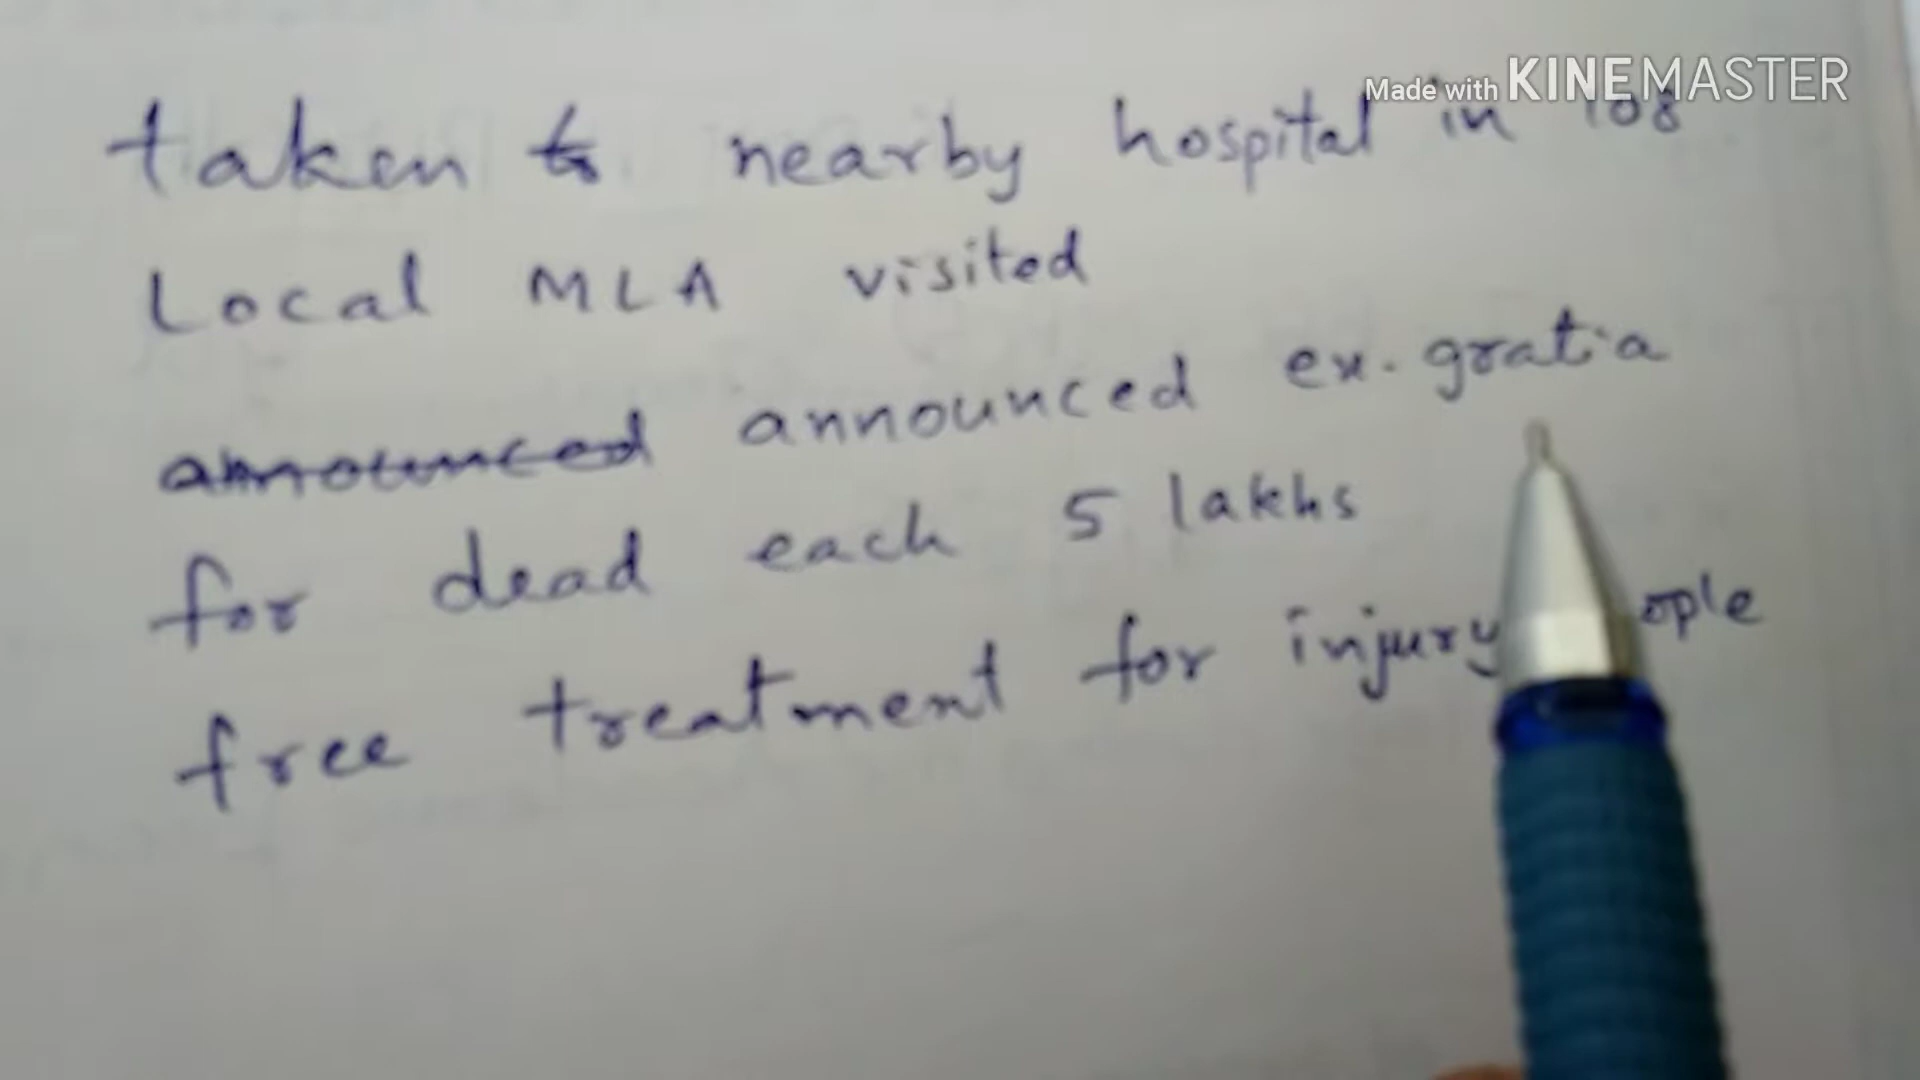 Made with KINEMASTER
taken to nearby hospital in 108
Local MLA visited
announced announced ex. gratia
for dead each 5 lakhs
free treatment for injury ople